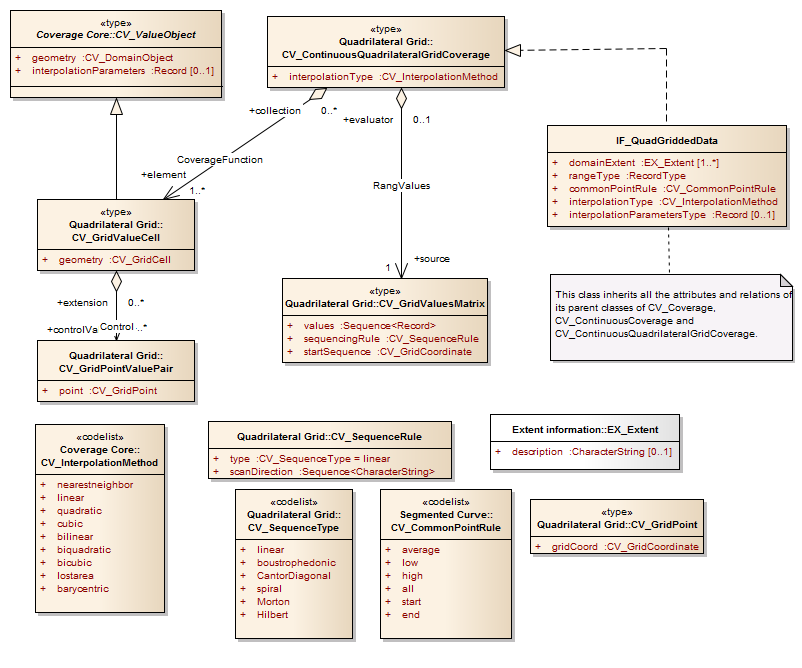 «type»
Coverage Core::CV_ValueObject
+ geometry :CV_DomainObject
+ interpolationParameters :Record [0..1]
«type»
Quadrilateral Grid::
CV_ContinuousQuadrilateralGridCoverage
+ interpolationType :CV_InterpolationMethod
+collection
0..*
CoverageFunction
+element
1..*
+evaluator
0..1
RangValues
+source
1
IF_QuadGriddedData
+ domainExtent :EX_Extent [1..*]
+ rangeType :RecordType
+ commonPointRule :CV_CommonPointRule
+ interpolationType :CV_InterpolationMethod
+ interpolationParametersType :Record [0..1]
«type»
Quadrilateral Grid::
CV_GridValueCell
+ geometry :CV_GridCell
+extension
0..*
+controlVa
Control
..*
Quadrilateral Grid::
CV_GridPointValuePair
+ point :CV_GridPoint
«type»
Quadrilateral Grid::CV_GridValuesMatrix
+ values :Sequence<Record>
+ sequencingRule :CV_SequenceRule
+ startSequence :CV_GridCoordinate
This class inherits all the attributes and relations of
its parent classes of CV_Coverage,
CV_ContinuousCoverage and
CV_ContinuousQuadrilateralGridCoverage.
«codelist»
Coverage Core::
CV_InterpolationMethod
+ nearestneighbor
+ linear
+ quadratic
+ cubic
+ bilinear
+ biquadratic
+ bicubic
+ lostarea
+ barycentric
Quadrilateral Grid::CV_SequenceRule
+ type :CV_SequenceType = linear
+ scanDirection :Sequence<CharacterString>
Extent information::EX_Extent
+ description :CharacterString [0..1]
«codelist»
Quadrilateral Grid::
CV_SequenceType
+ linear
+ boustrophedonic
+ CantorDiagonal
+ spiral
+ Morton
+ Hilbert
«codelist»
Segmented Curve::
CV_CommonPointRule
+ average
+ low
+ high
+ all
+ start
+ end
«type»
Quadrilateral Grid::CV_GridPoint
+ gridCoord :CV_GridCoordinate